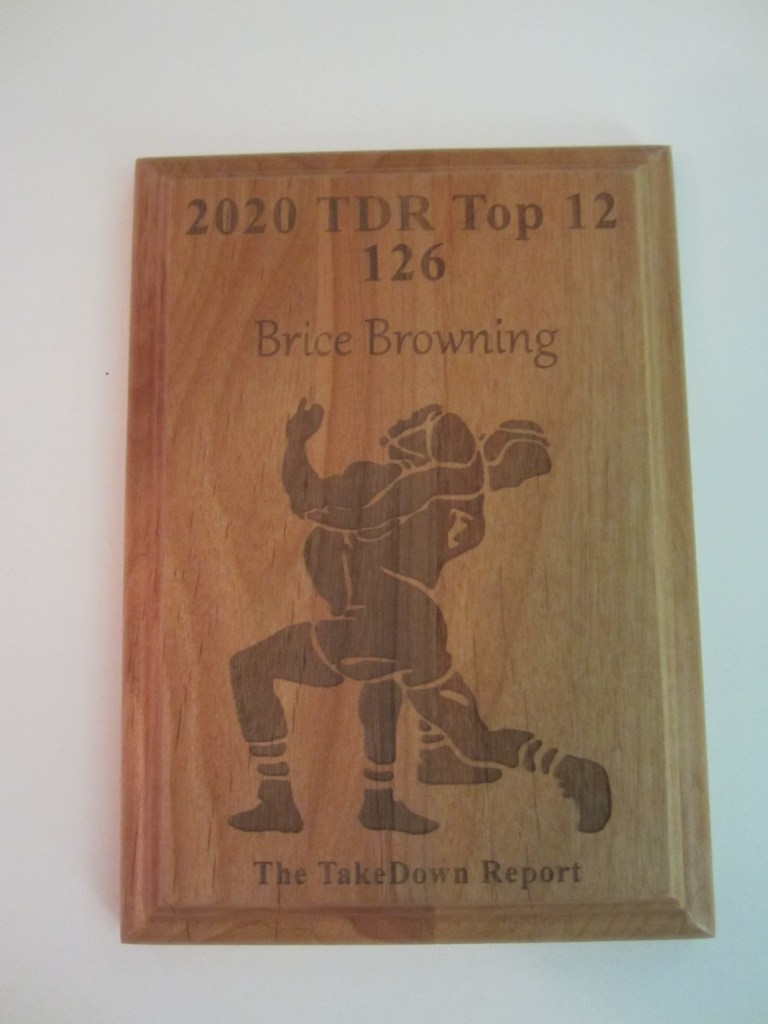 2020 TDR Top 12
126
Brice Browning
The TakeDown Report